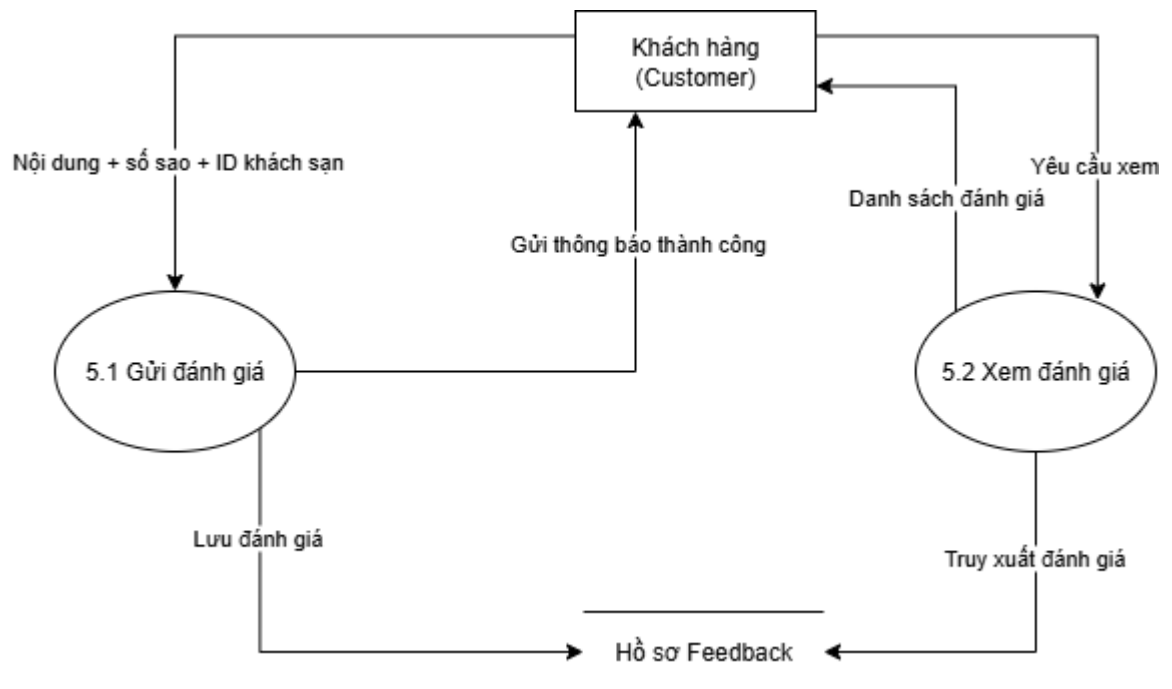 Khách hàng
(Customer)
Nội dung + số sao + ID khách sạn
Yêu cầu xem
Danh sách đánh giá
Gửi thông báo thành công
5.1 Gửi đánh giá
5.2 Xem đánh giá
Lưu đánh giá
Truy xuất đánh giá
Hồ sơ Feedback